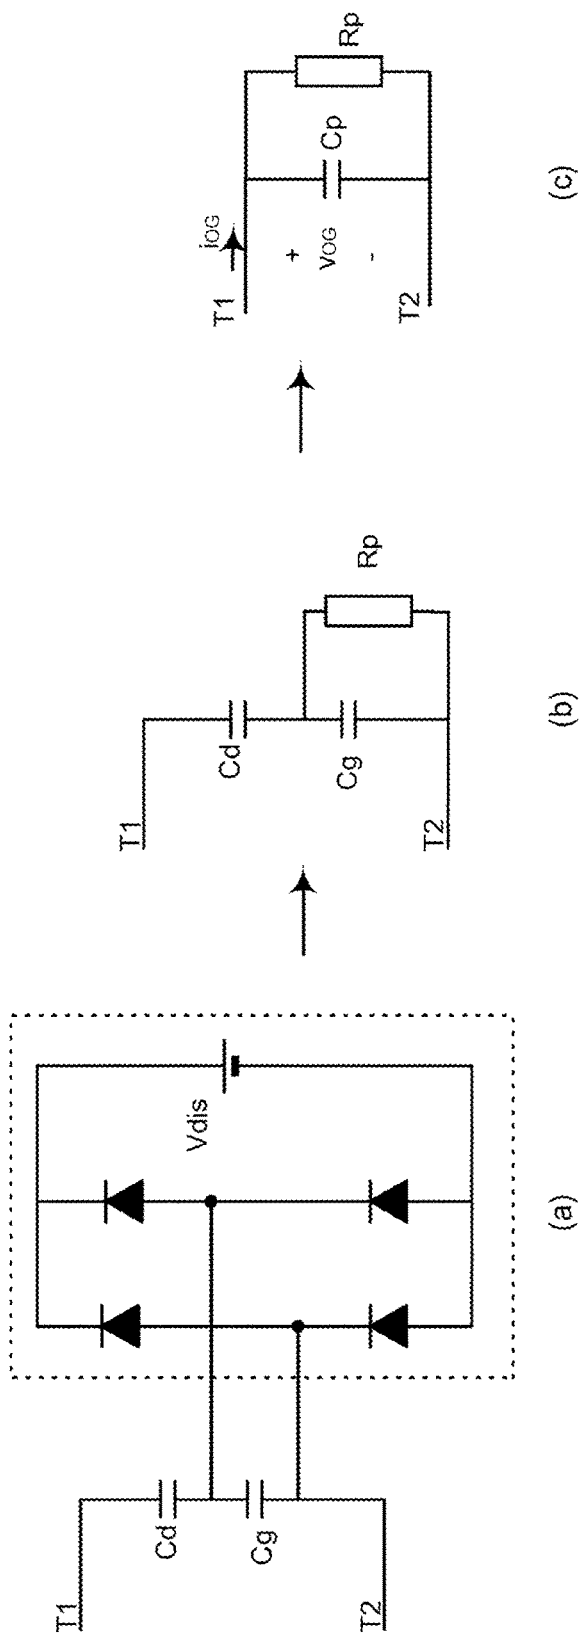 T1
Cd
Cg
T2
Vdis
(a)
T1
Cd
Cg
T2
Rp
(b)
T1
iOG
+
VOG
-
T2
Cp
Rp
(c)